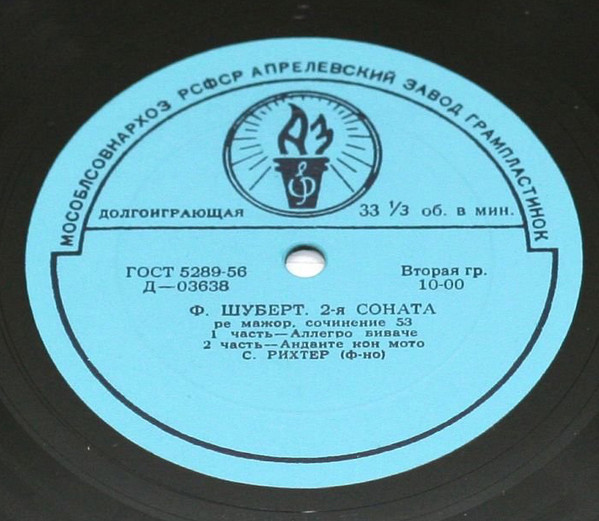 МОСОБЛСОВНАРХОЗ РСФСР АПРЕЛЕВСКИЙ ЗАВОД ГРАМПЛАСТИНОК
АЗ
ДОЛГОИГРАЮЩАЯ
33 ⅓ об. в мин.
ГОСТ 5289-56
Д—03638
Вторая гр.
10-00
Ф. ШУБЕРТ. 2-я СОНАТА
ре мажор, сочинение 53
1 часть—Аллегро виваче
2 часть—Анданте кон мото
С. РИХТЕР (ф-но)